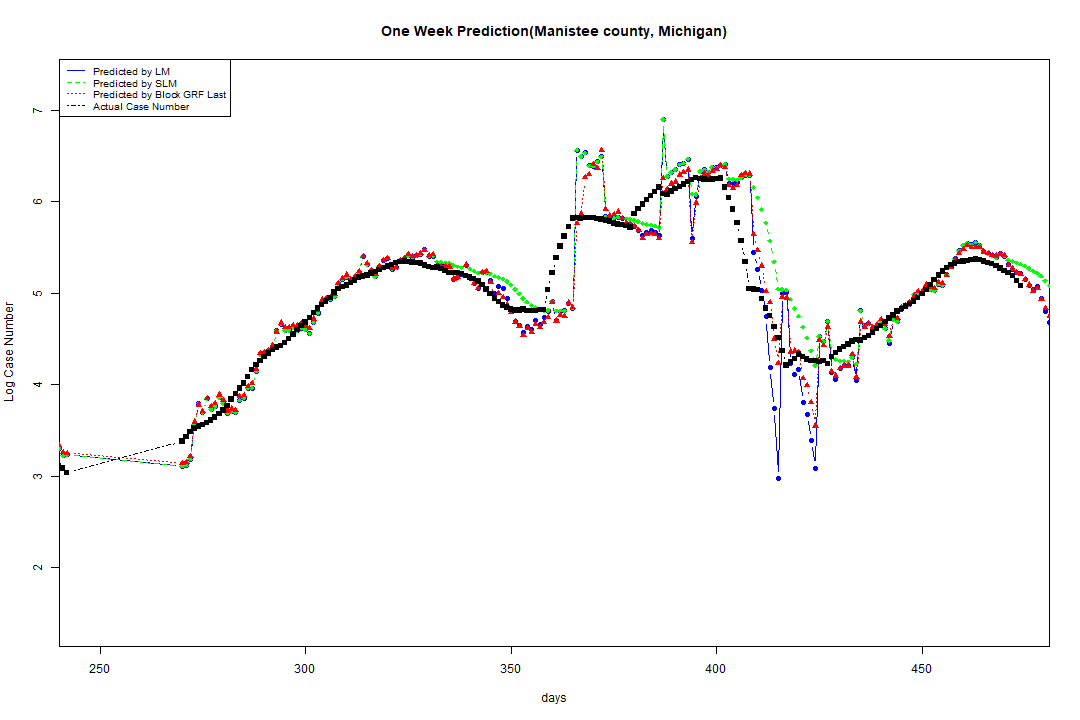 One Week Prediction(Manistee county, Michigan)
Predicted by LM
Predicted by SLM
Predicted by Block GRF Last
Actual Case Number
7
6
5
4
3
2
Log Case Number
250 300 350 400 450
days